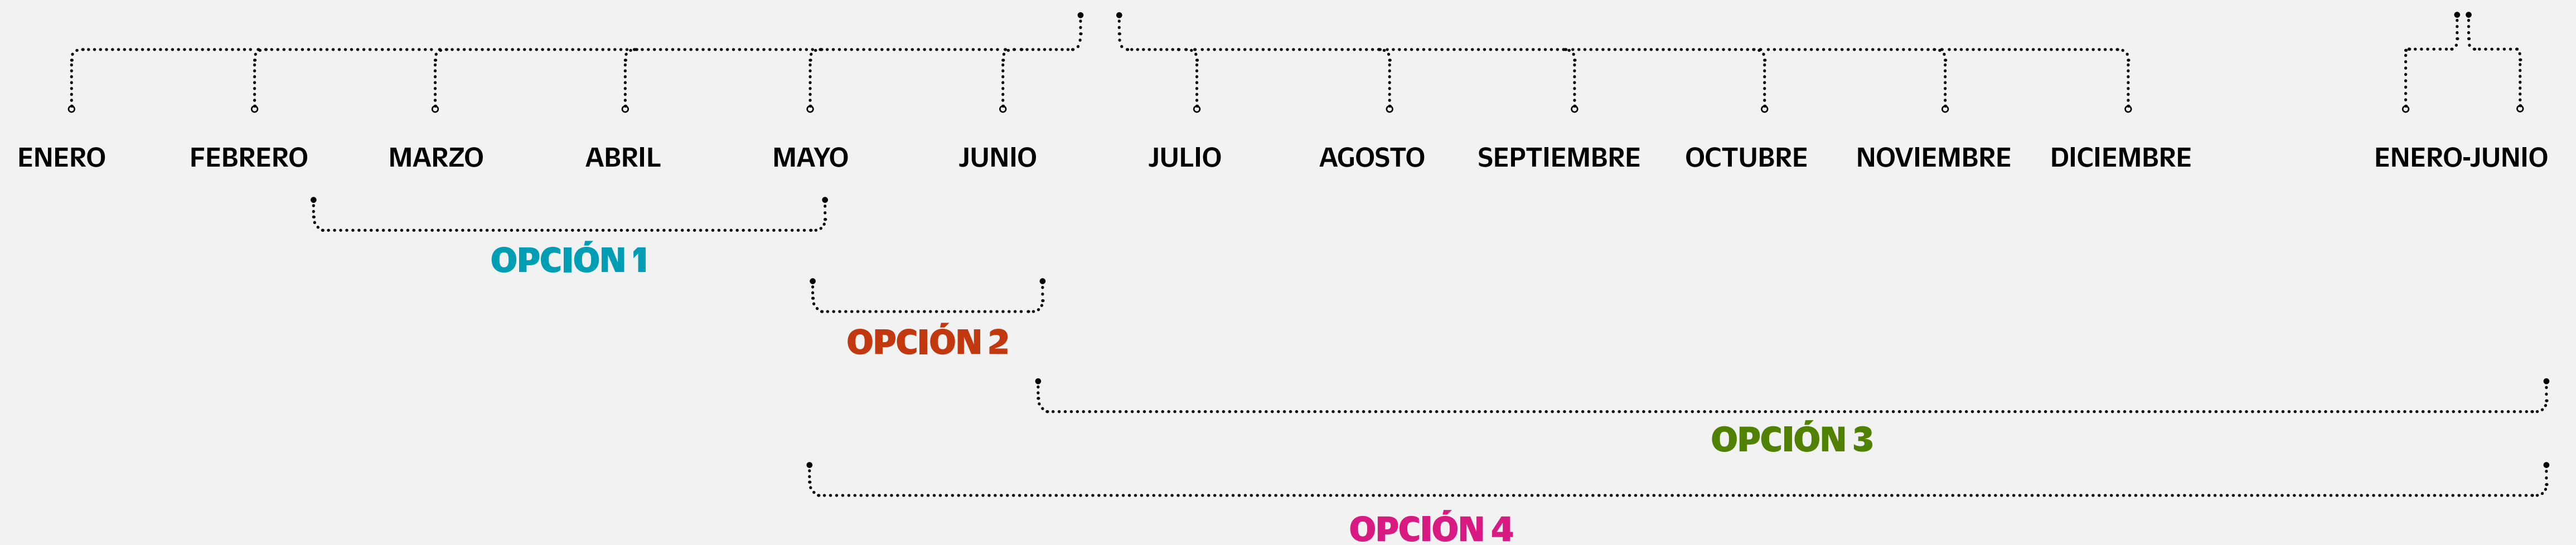 ENERO FEBRERO MARZO ABRIL MAYO JUNIO JULIO AGOSTO SEPTIEMBRE OCTUBRE NOVIEMBRE DICIEMBRE ENERO-JUNIO
OPCIÓN 1
OPCIÓN 2
OPCIÓN 3
OPCIÓN 4